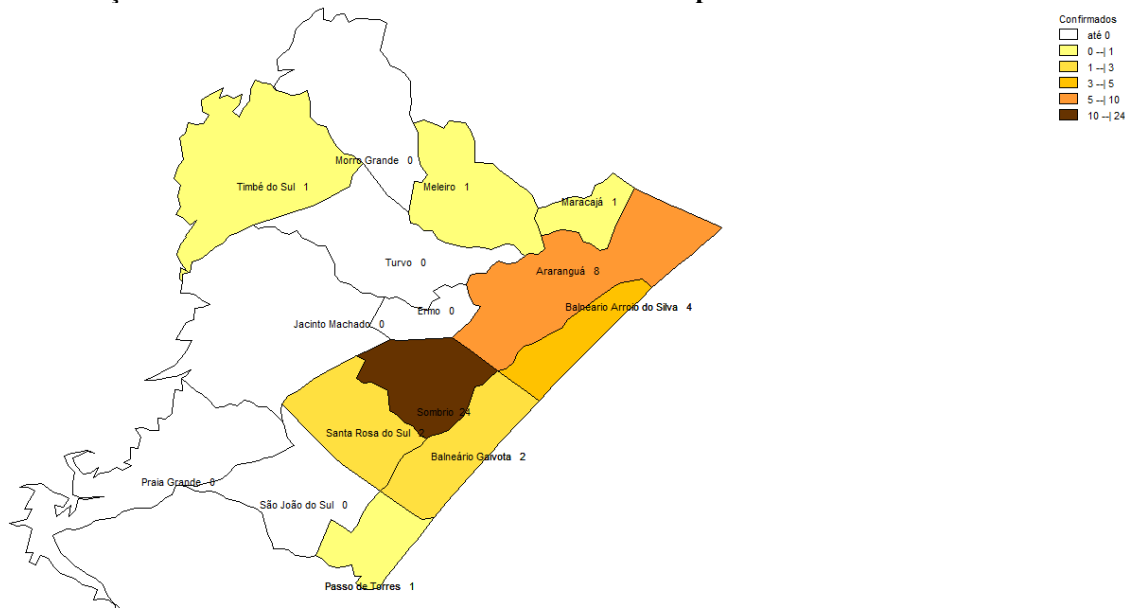 Confirmados
até 0
0 --| 1
1 --| 3
3 --| 5
5 --| 10
10 --| 24
Morro Grande 0
Timbé do Sul 1
Meleiro 1
Maracajá 1
Turvo 0
Araranguá 8
Balneário Arroio do Silva 4
Ermo 0
Jacinto Machado 0
Sombrio 24
Santa Rosa do Sul 2
Balneário Gaivota 2
Praia Grande 0
São João do Sul 0
Passo de Torres 1